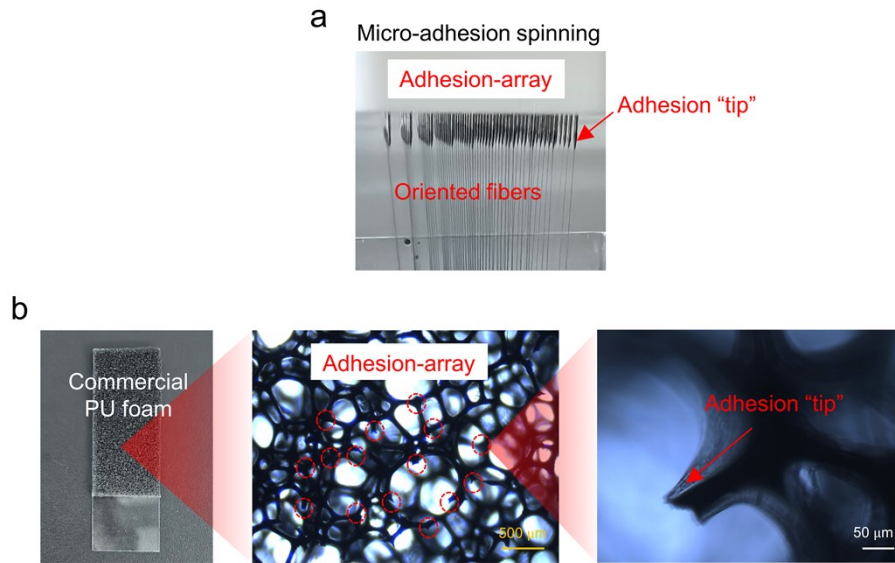 a
Micro-adhesion spinning
Adhesion-array
Adhesion “tip”
Oriented fibers
b
Commercial
PU foam
Adhesion-array
500 μm
Adhesion “tip”
50 μm